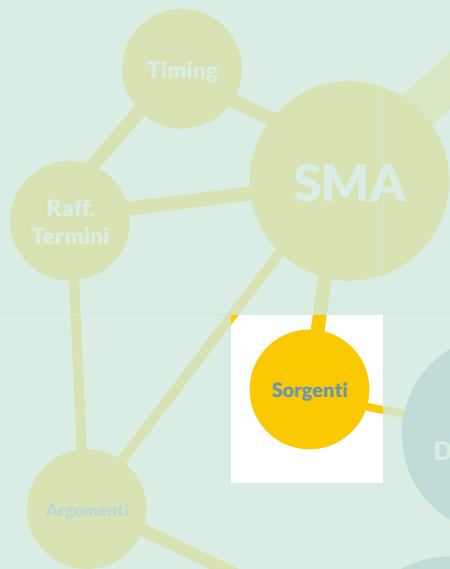 Timing
SMA
Raff.
Termini
Sorgenti
D
Argomenti